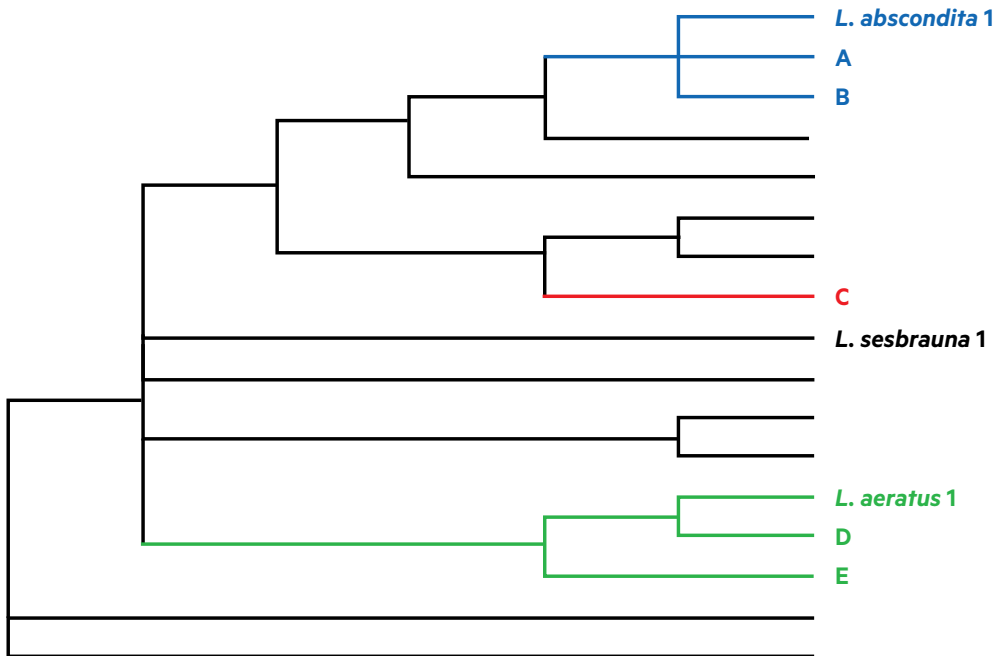 L. abscondita 1
A
B
C
L. sesbrauna 1
L. aeratus 1
D
E